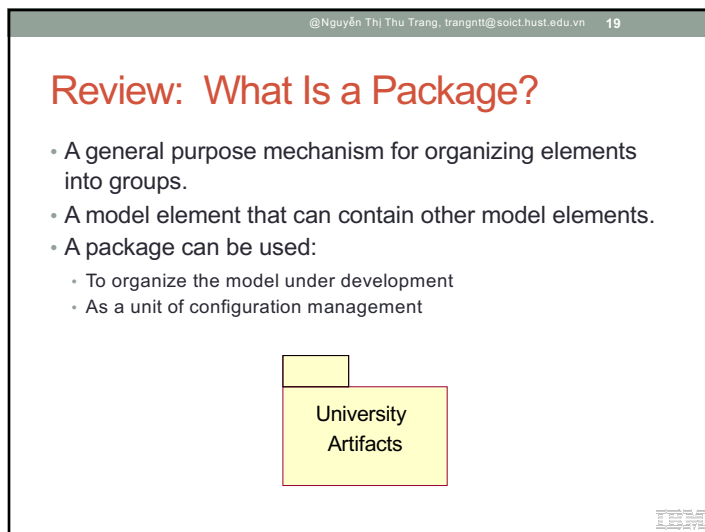 @Nguyễn Thị Thu Trang, trangntt@soict.hust.edu.vn 19
Review: What Is a Package?
• A general purpose mechanism for organizing elements
into groups.
• A model element that can contain other model elements.
• A package can be used:
• To organize the model under development
• As a unit of configuration management
University
Artifacts
IBM